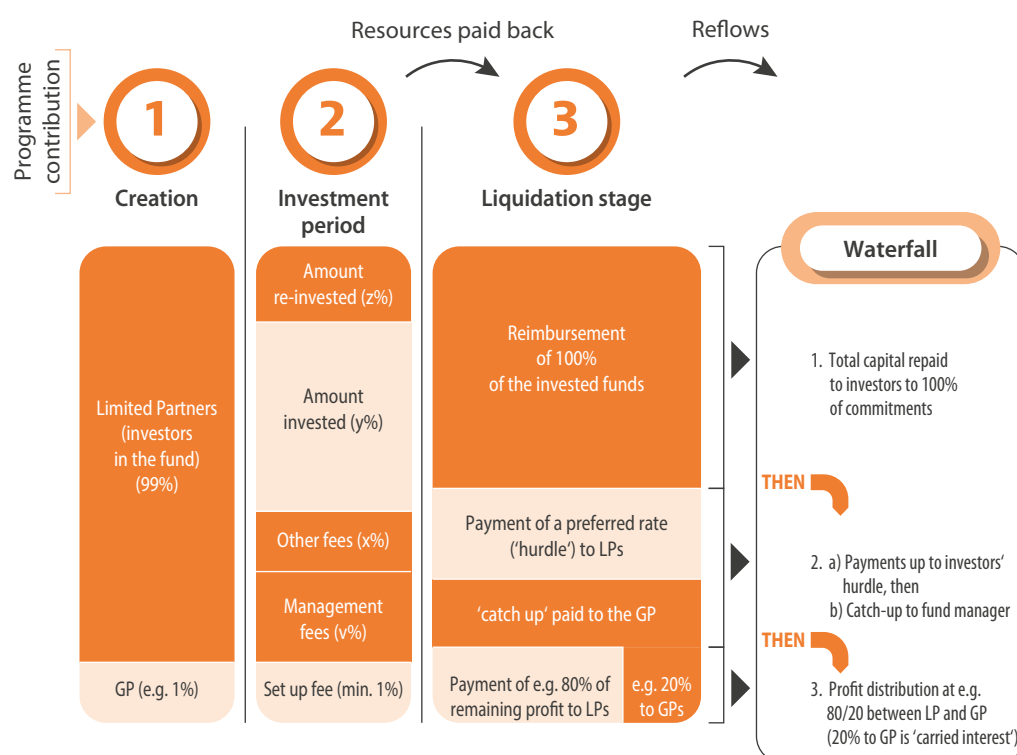 Resources paid back
Reflows
Programme
contribution
1
2
3
Creation
Investment
period
Liquidation stage
Waterfall
Limited Partners
(investors
in the fund)
(99%)
GP (e.g. 1%)
Amount
re-invested (z%)
Amount
invested (y%)
Other fees (x%)
Management
fees (v%)
Set up fee (min. 1%)
Reimbursement
of 100%
of the invested funds
Payment of a preferred rate
(‘hurdle‘) to LPs
‘catch up’ paid to the GP
Payment of e.g. 80% of
remaining profit to LPs
e.g. 20%
to GPs
1. Total capital repaid
to investors to 100%
of commitments
THEN
2. a) Payments up to investors‘
hurdle, then
b) Catch-up to fund manager
THEN
3. Profit distribution at e.g.
80/20 between LP and GP
(20% to GP is ‘carried interest‘)